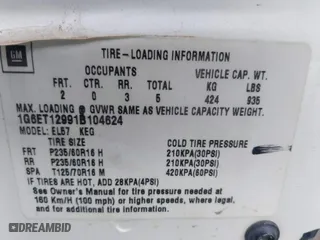 GM
TIRE-LOADING INFORMATION
OCCUPANTS VEHICLE CAP. WT.
FRT. CTR. RR. TOTAL KG LBS
2 0 3 5 424 935
MAX. LOADING @ GVWR SAME AS VEHICLE CAPACITY WEIGHT.
1G6ET12991B104624
MODEL: EL57 KEG
TIRE SIZE COLD TIRE PRESSURE
FRT P235/60R16 H 210KPA(30PSI)
RR P235/60R16 H 210KPA(30PSI)
SPA T125/70R16 M 420KPA(60PSI)
IF TIRES ARE HOT, ADD 28KPA(4PSI)
See Owner's Manual for tire pressure needed at
160 Km/H (100 mph) or higher speeds, where legal,
and for additional information.
AUTOHISTORY